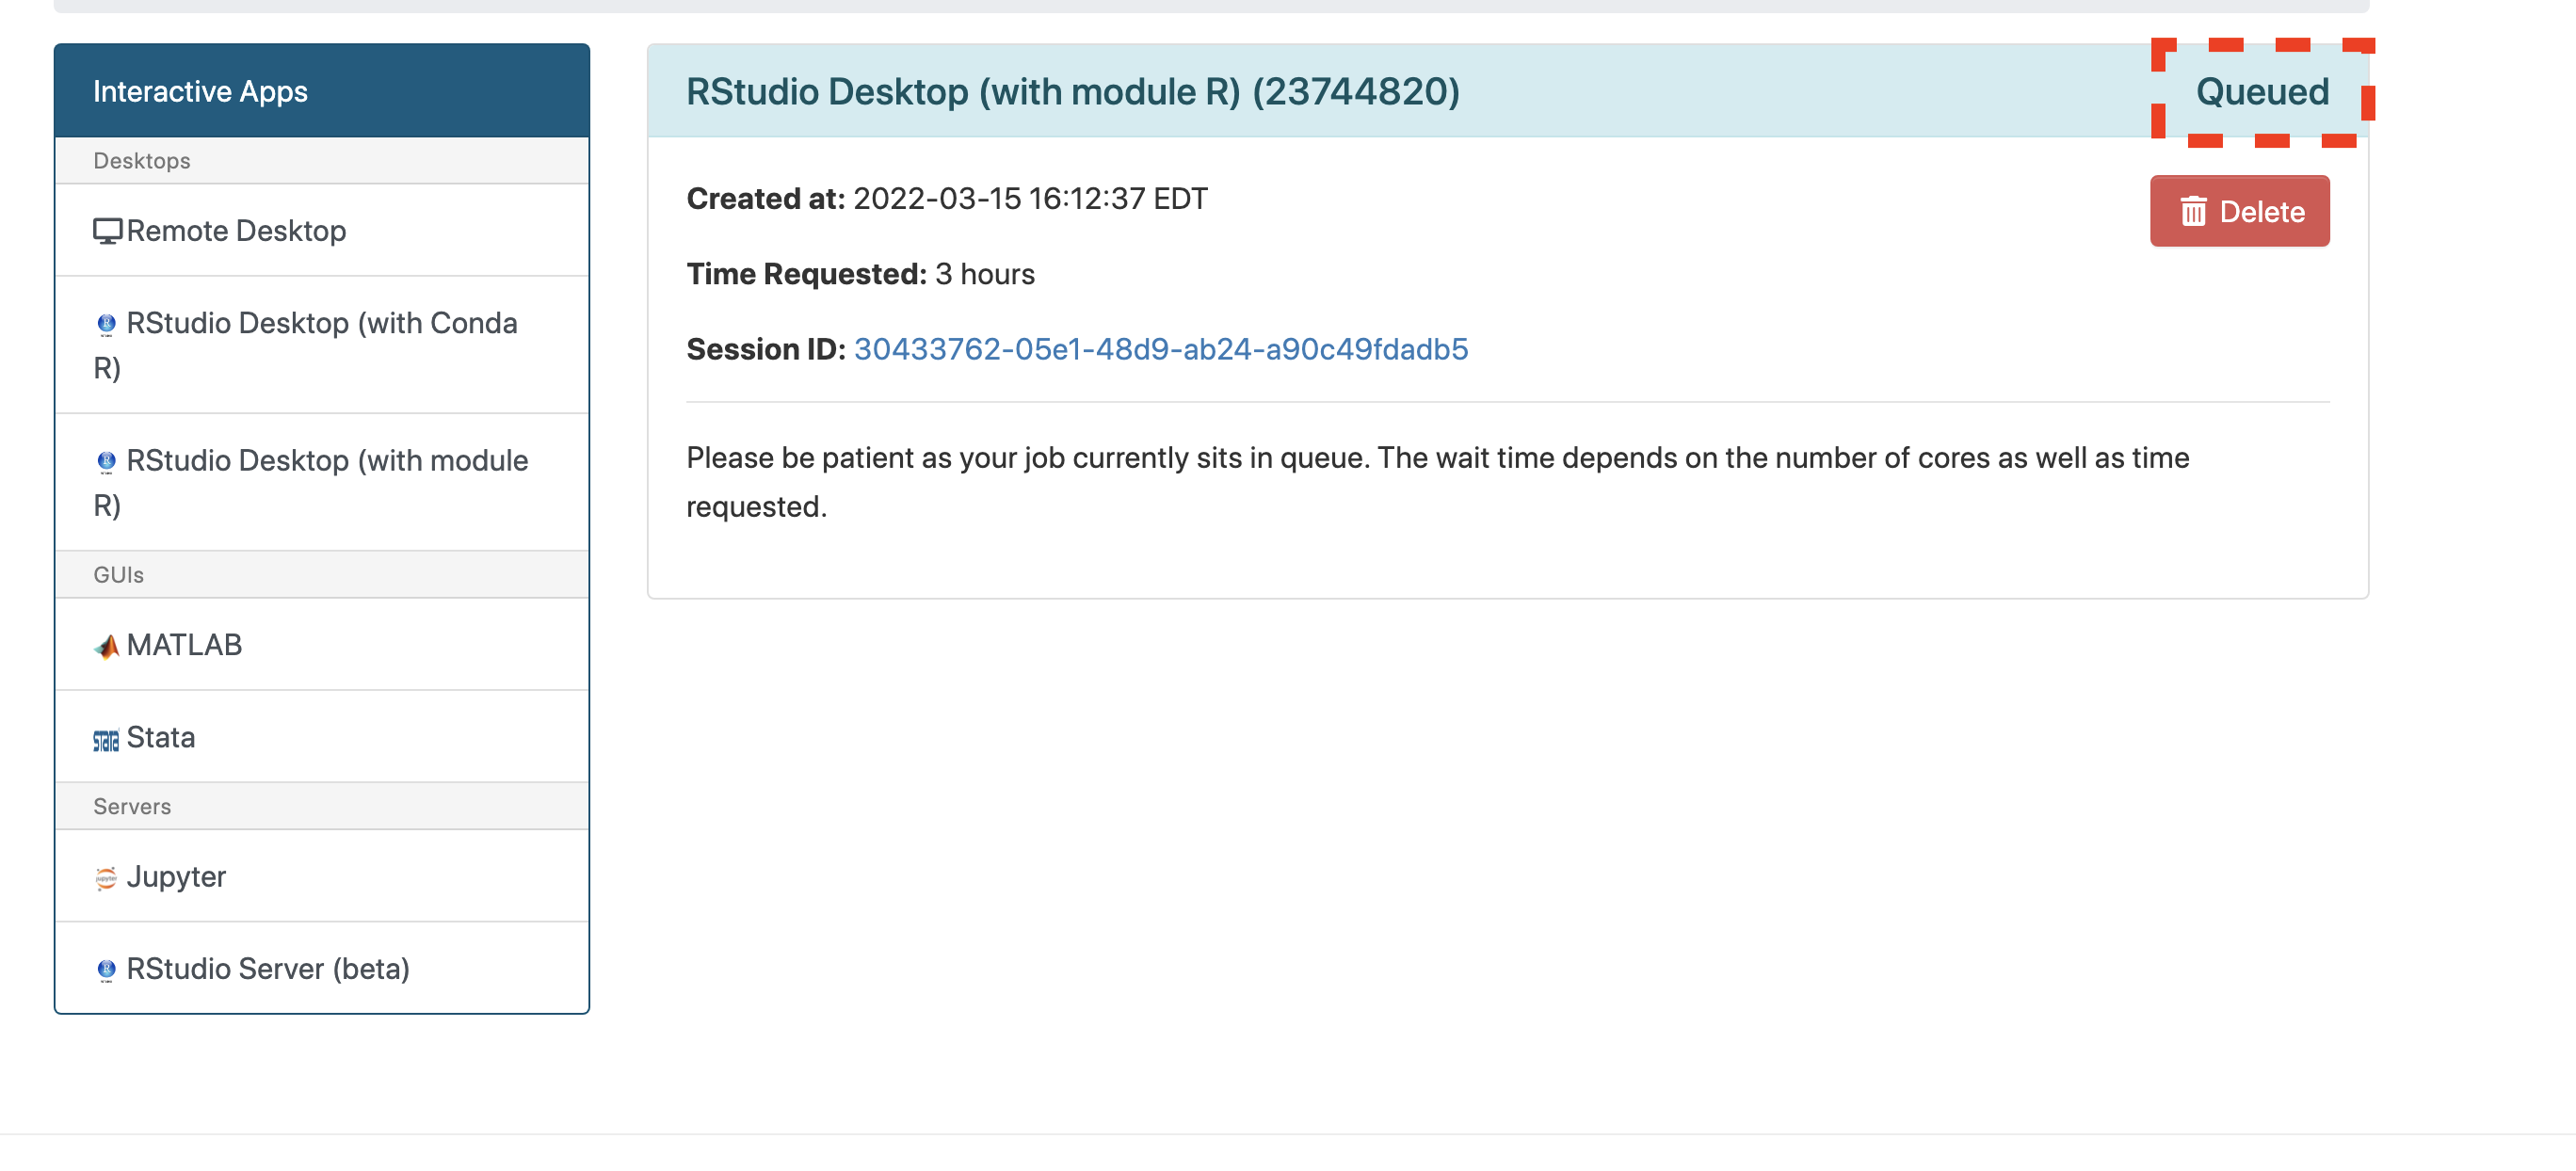 Interactive Apps
Desktops
Remote Desktop
RStudio Desktop (with Conda
R)
RStudio Desktop (with module
R)
GUIs
MATLAB
Stata
Servers
Jupyter
RStudio Server (beta)
RStudio Desktop (with module R) (23744820)
Queued
Created at: 2022-03-15 16:12:37 EDT
Delete
Time Requested: 3 hours
Session ID: 30433762-05e1-48d9-ab24-a90c49fdadb5
Please be patient as your job currently sits in queue. The wait time depends on the number of cores as well as time
requested.